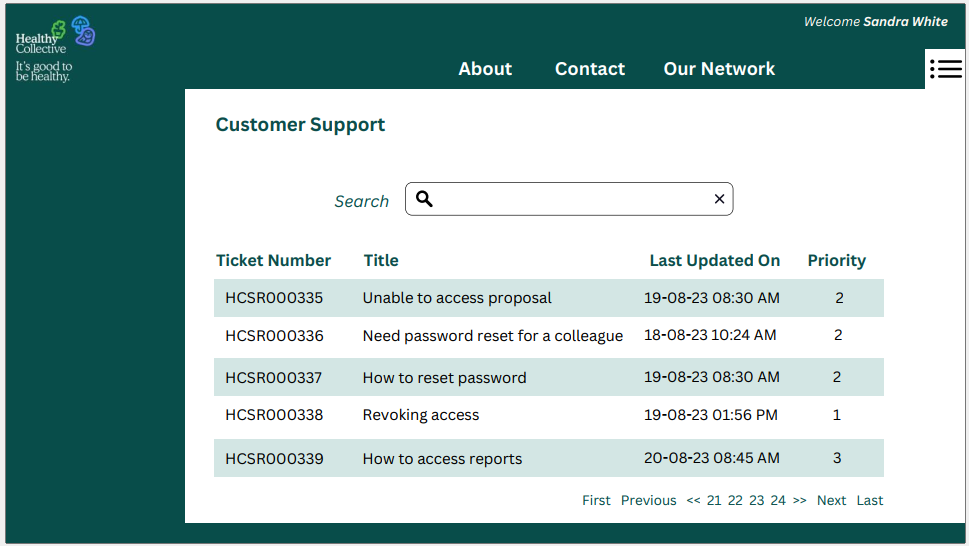 Healthy
Collective
It's good to
be healthy.
Welcome Sandra White
About Contact Our Network
Customer Support
Search
Ticket Number Title Last Updated On Priority
HCSR000335 Unable to access proposal 19-08-23 08:30 AM 2
HCSR000336 Need password reset for a colleague 18-08-23 10:24 AM 2
HCSR000337 How to reset password 19-08-23 08:30 AM 2
HCSR000338 Revoking access 19-08-23 01:56 PM 1
HCSR000339 How to access reports 20-08-23 08:45 AM 3
First Previous << 21 22 23 24 >> Next Last